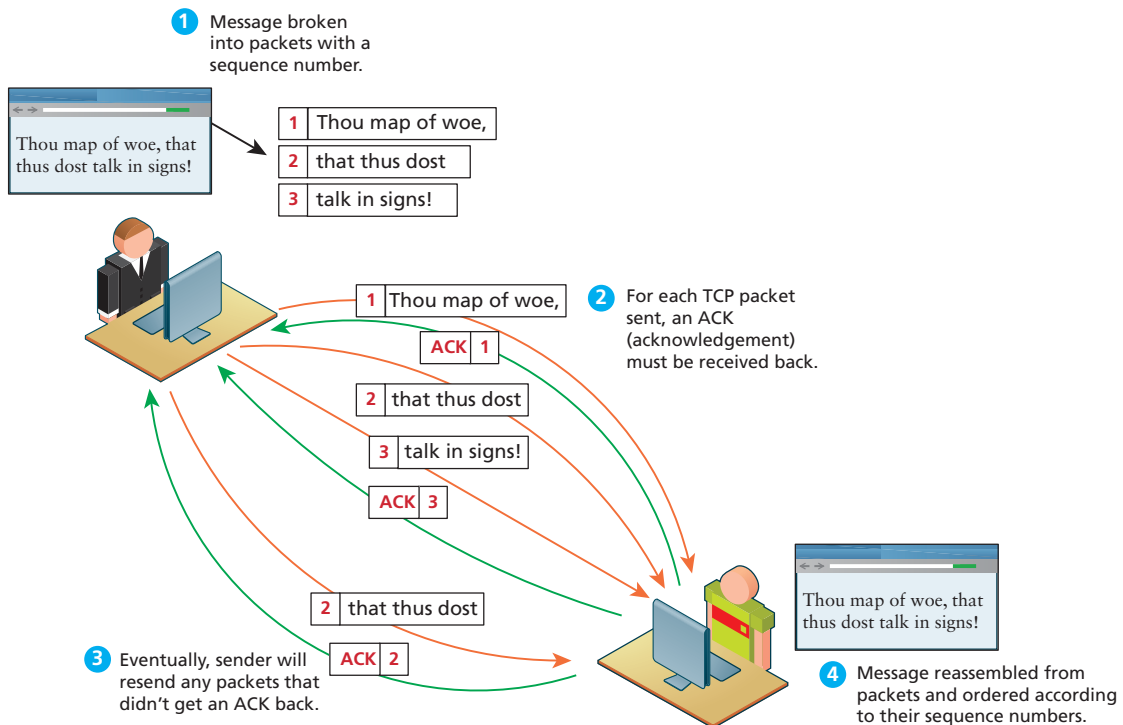 1 Message broken
into packets with a
sequence number.
Thou map of woe, that
thus dost talk in signs!
1 Thou map of woe,
2 that thus dost
3 talk in signs!
1 Thou map of woe,
ACK 1
2 For each TCP packet
sent, an ACK
(acknowledgement)
must be received back.
2 that thus dost
3 talk in signs!
ACK 3
2 that thus dost
ACK 2
3 Eventually, sender will
resend any packets that
didn't get an ACK back.
Thou map of woe, that
thus dost talk in signs!
4 Message reassembled from
packets and ordered according
to their sequence numbers.